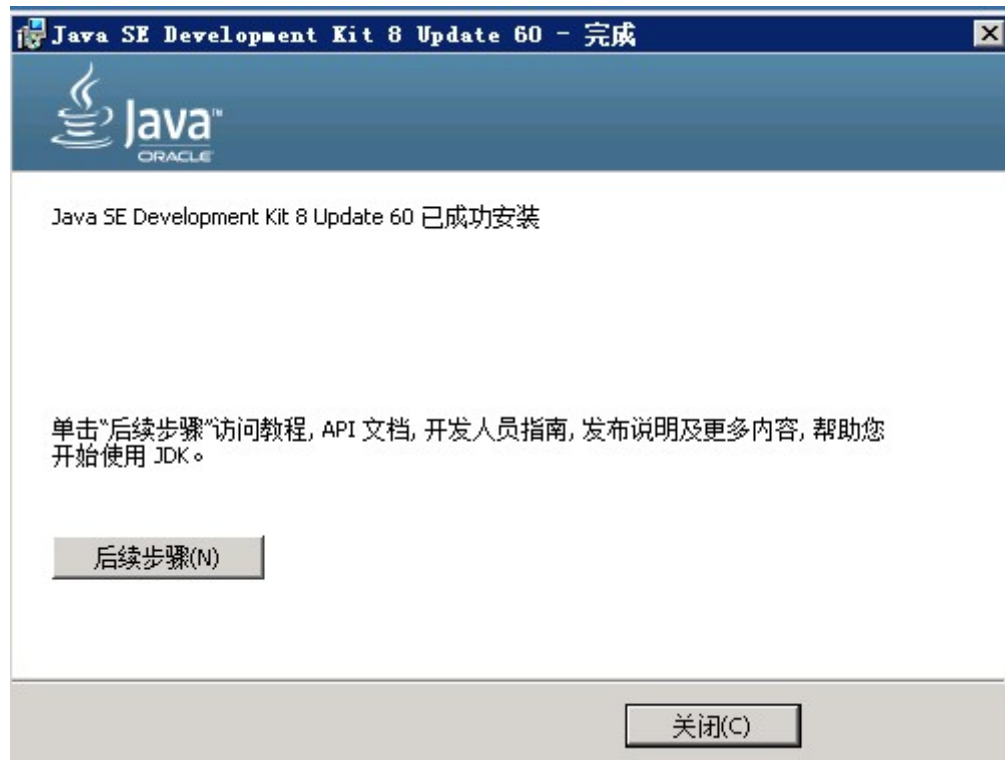 Java SE Development Kit 8 Update 60 - 完成
Java™
ORACLE
Java SE Development Kit 8 Update 60 已成功安装
单击“后续步骤”访问教程, API 文档, 开发人员指南, 发布说明及更多内容, 帮助您
开始使用 JDK。
后续步骤(N)
关闭(C)